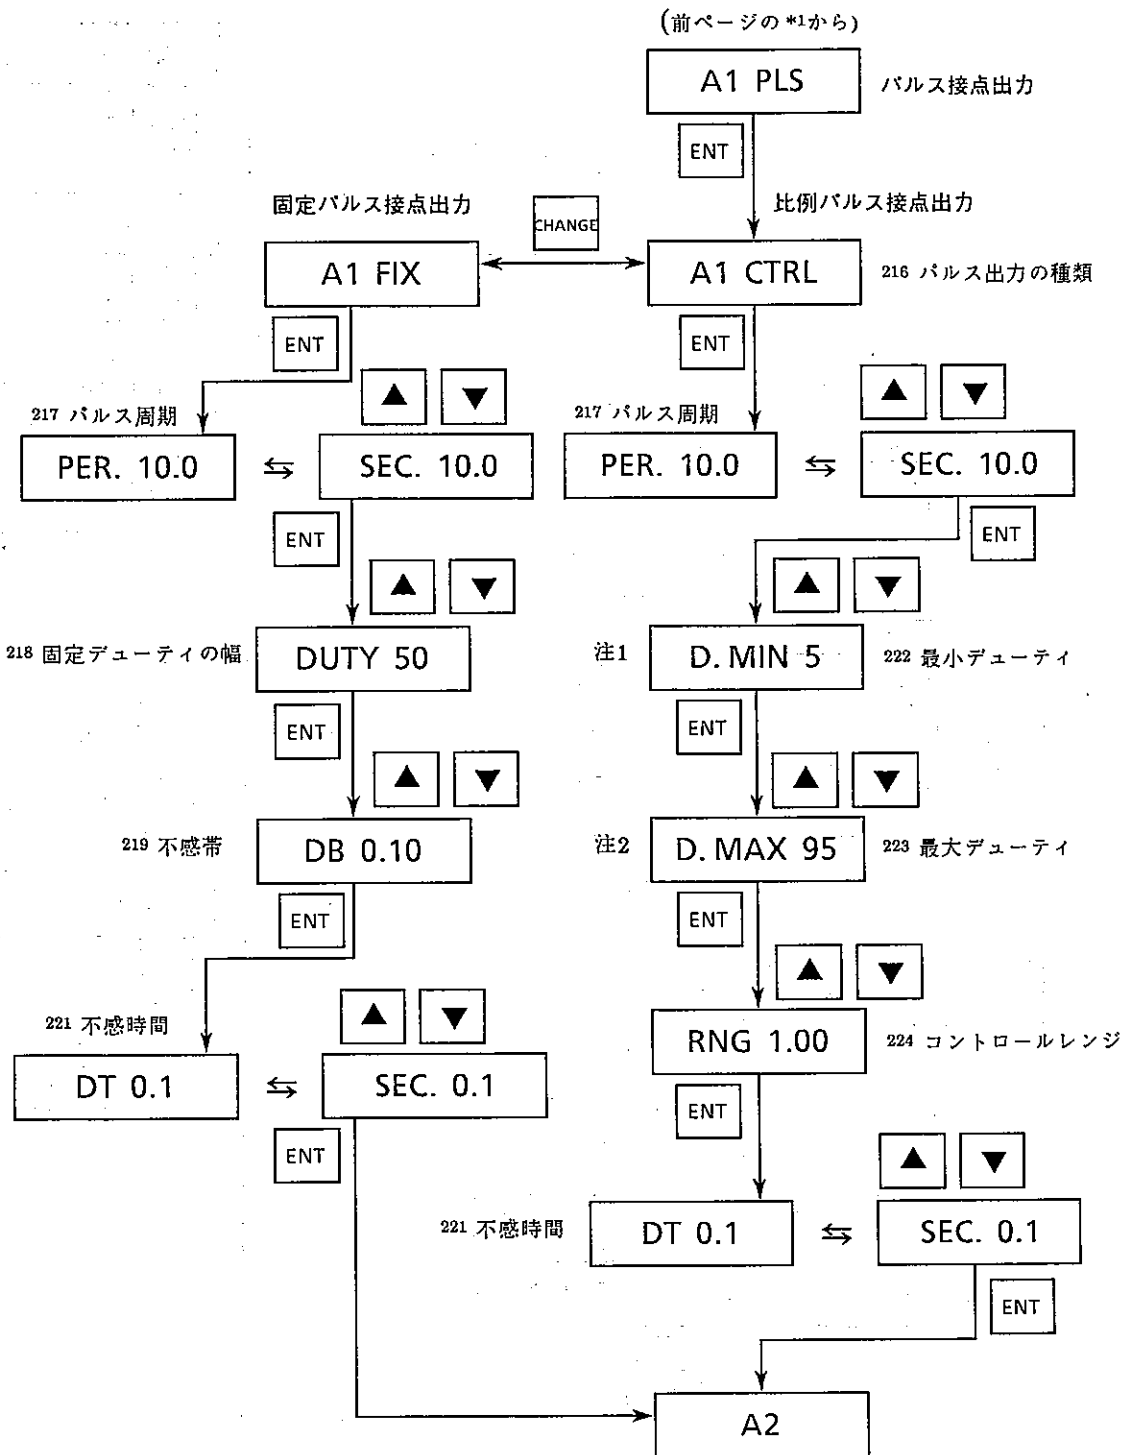 (前ページの *1から)
A1 PLS
パルス接点出力
ENT
固定パルス接点出力
CHANGE
比例パルス接点出力
A1 FIX
A1 CTRL
216 パルス出力の種類
ENT
ENT
▲ ▼
▲ ▼
217 パルス周期
217 パルス周期
PER. 10.0 ⇆ SEC. 10.0
PER. 10.0 ⇆ SEC. 10.0
ENT
ENT
▲ ▼
▲ ▼
218 固定デューティの幅
DUTY 50
注1
D. MIN 5
222 最小デューティ
ENT
ENT
▲ ▼
▲ ▼
219 不感帯
DB 0.10
注2
D. MAX 95
223 最大デューティ
ENT
ENT
▲ ▼
▲ ▼
221 不感時間
RNG 1.00
224 コントロールレンジ
DT 0.1 ⇆ SEC. 0.1
ENT
ENT
▲ ▼
221 不感時間
DT 0.1 ⇆ SEC. 0.1
ENT
A2